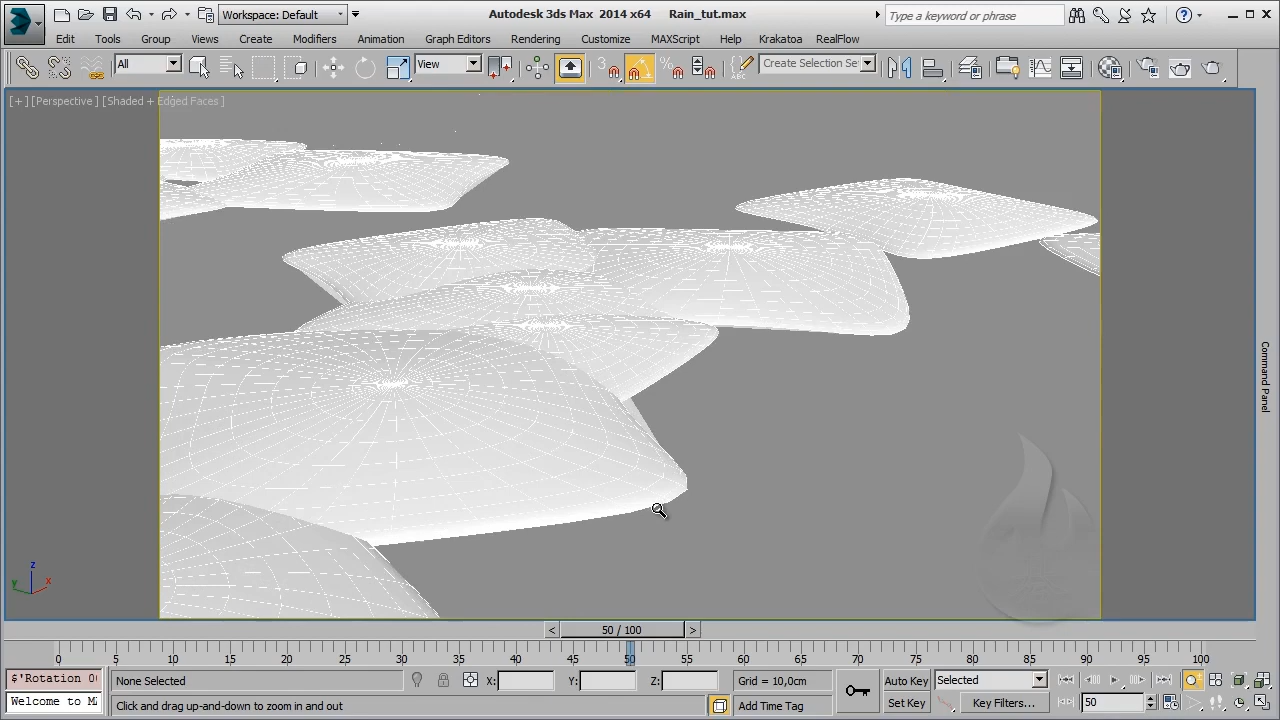 Workspace: Default
Autodesk 3ds Max 2014 x64 Rain_tut.max
Type a keyword or phrase
Edit Tools Group Views Create Modifiers Animation Graph Editors Rendering Customize MAXScript Help Krakatoa RealFlow
All
View
3
Create Selection Se
[+] [Perspective] [Shaded + Edged Faces]
Command Panel
z
y
x
< 50 / 100 >
0 5 10 15 20 25 30 35 40 45 50 55 60 65 70 75 80 85 90 95 100
$'Rotation O
None Selected
X:
Y:
Z:
Grid = 10,0cm
Auto Key
Selected
Welcome to MA
Click and drag up-and-down to zoom in and out
Add Time Tag
Set Key
Key Filters...
50